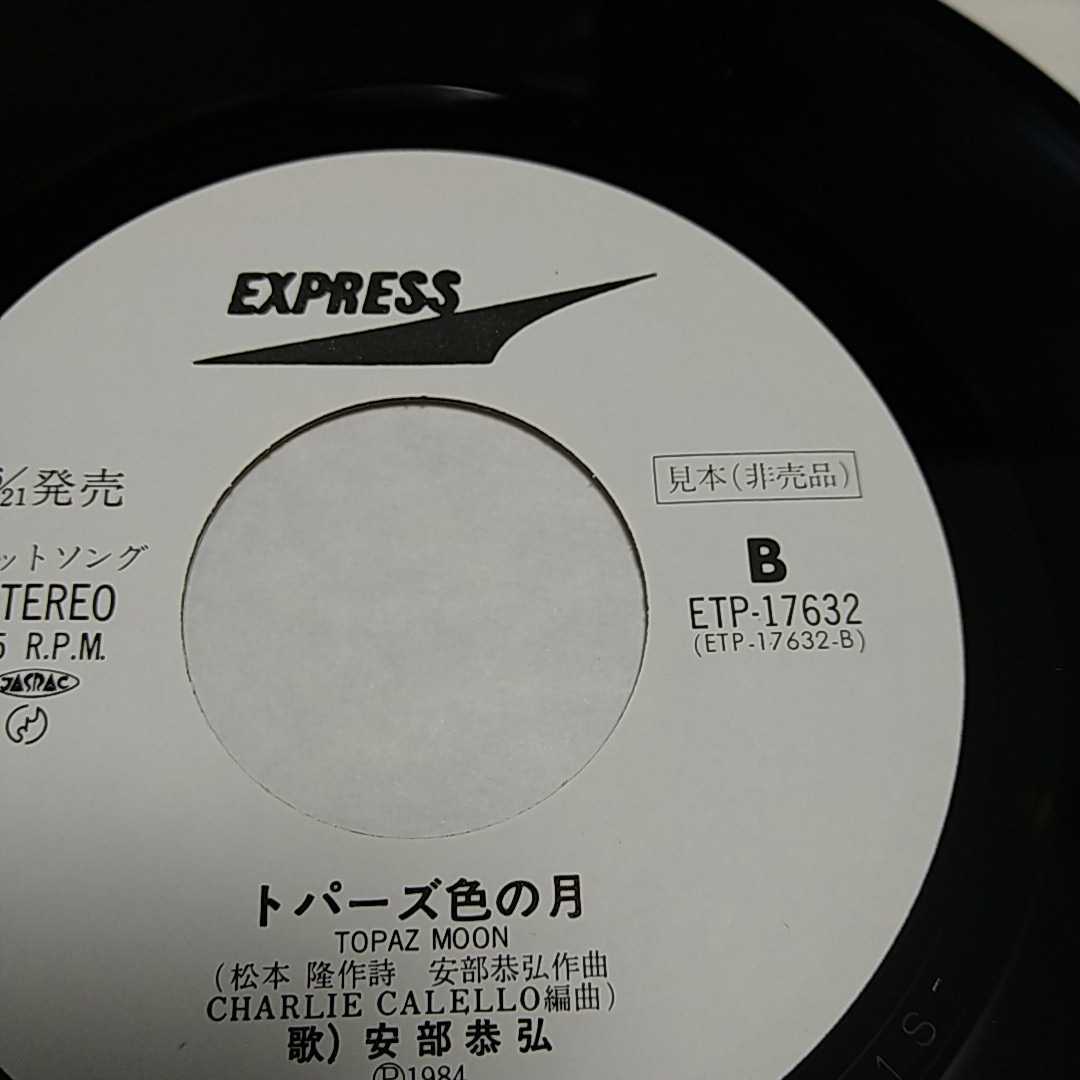 EXPRESS
21発売
見本(非売品)
B
ットソング
TEREO
ETP-17632
(ETP-17632-B)
5 R.P.M.
JASRAC
トパーズ色の月
TOPAZ MOON
(松本 隆作詩 安部恭弘作曲
CHARLIE CALELLO編曲)
歌) 安部恭弘
Ⓟ1984
1S-